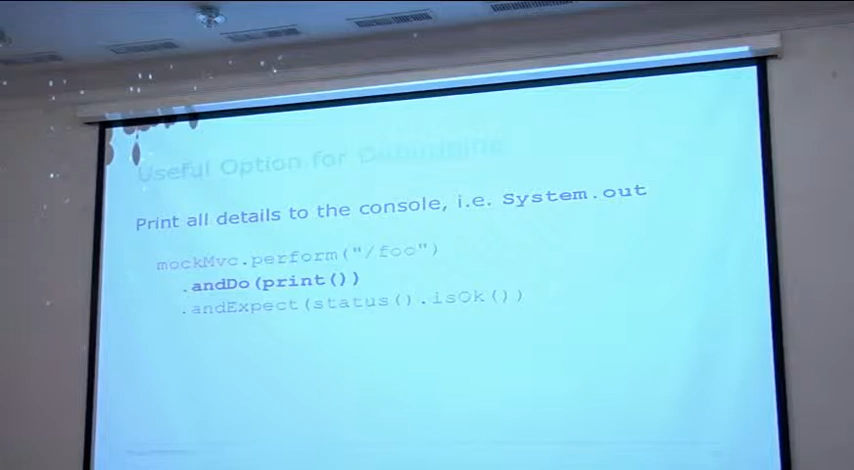 Useful Option for Debugging
Print all details to the console, i.e. System.out
mockMvc.perform("/foo")
.andDo(print())
.andExpect(status().isOk())